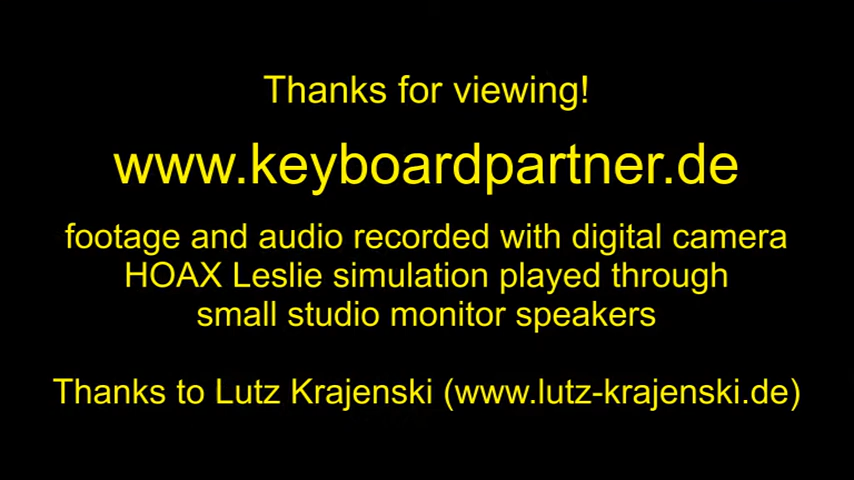 Thanks for viewing!
www.keyboardpartner.de
footage and audio recorded with digital camera
HOAX Leslie simulation played through
small studio monitor speakers
Thanks to Lutz Krajenski (www.lutz-krajenski.de)